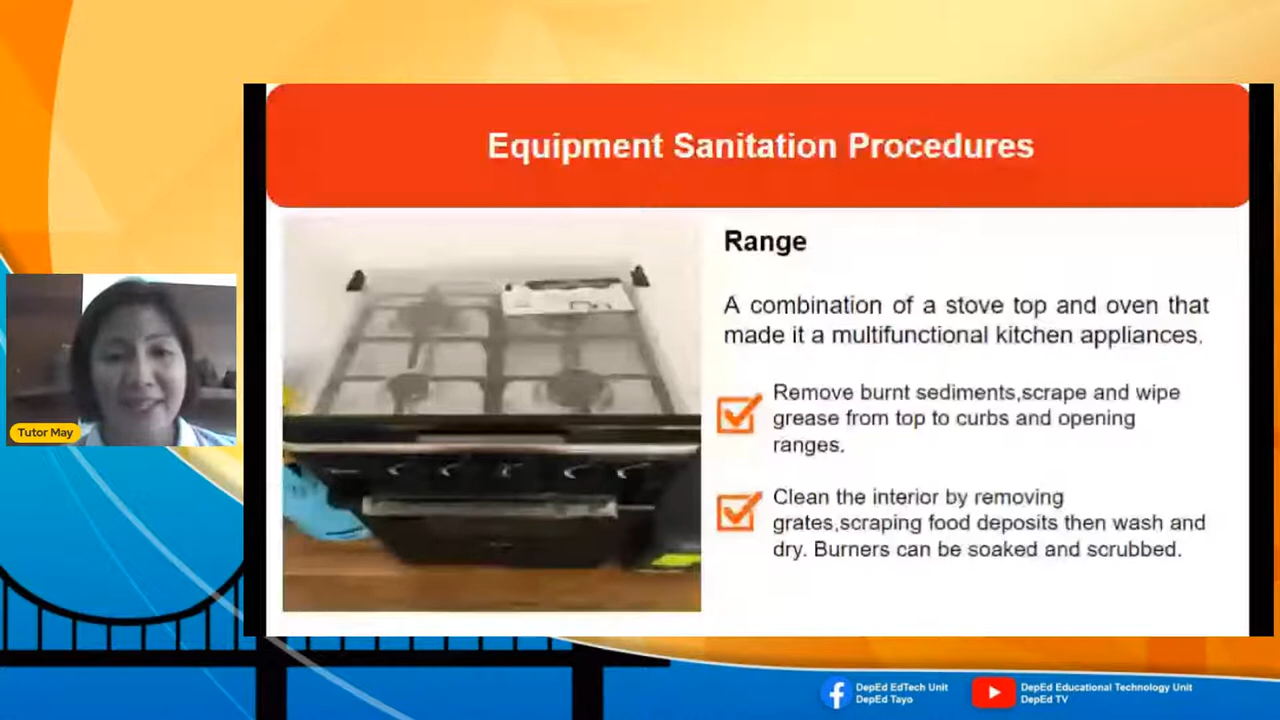 Equipment Sanitation Procedures
Range
A combination of a stove top and oven that
made it a multifunctional kitchen appliances.
Remove burnt sediments,scrape and wipe
grease from top to curbs and opening
ranges.
Clean the interior by removing
grates,scraping food deposits then wash and
dry. Burners can be soaked and scrubbed.
Tutor May
DepEd EdTech Unit
DepEd Tayo
DepEd Educational Technology Unit
DepEd TV